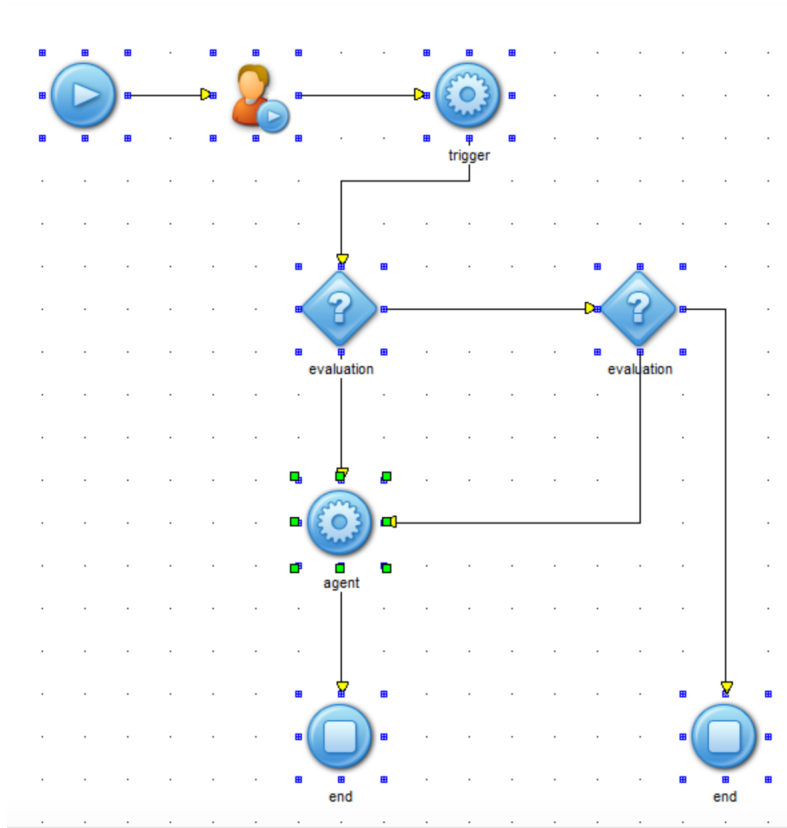 trigger
evaluation
evaluation
agent
end
end